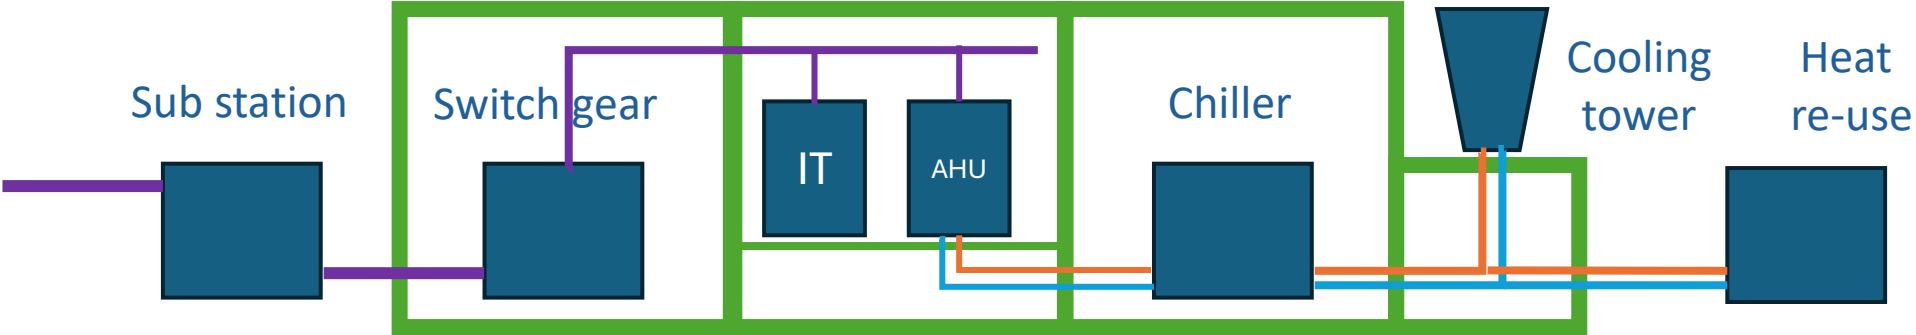 Sub station
Switch gear
IT
AHU
Chiller
Cooling
tower
Heat
re-use